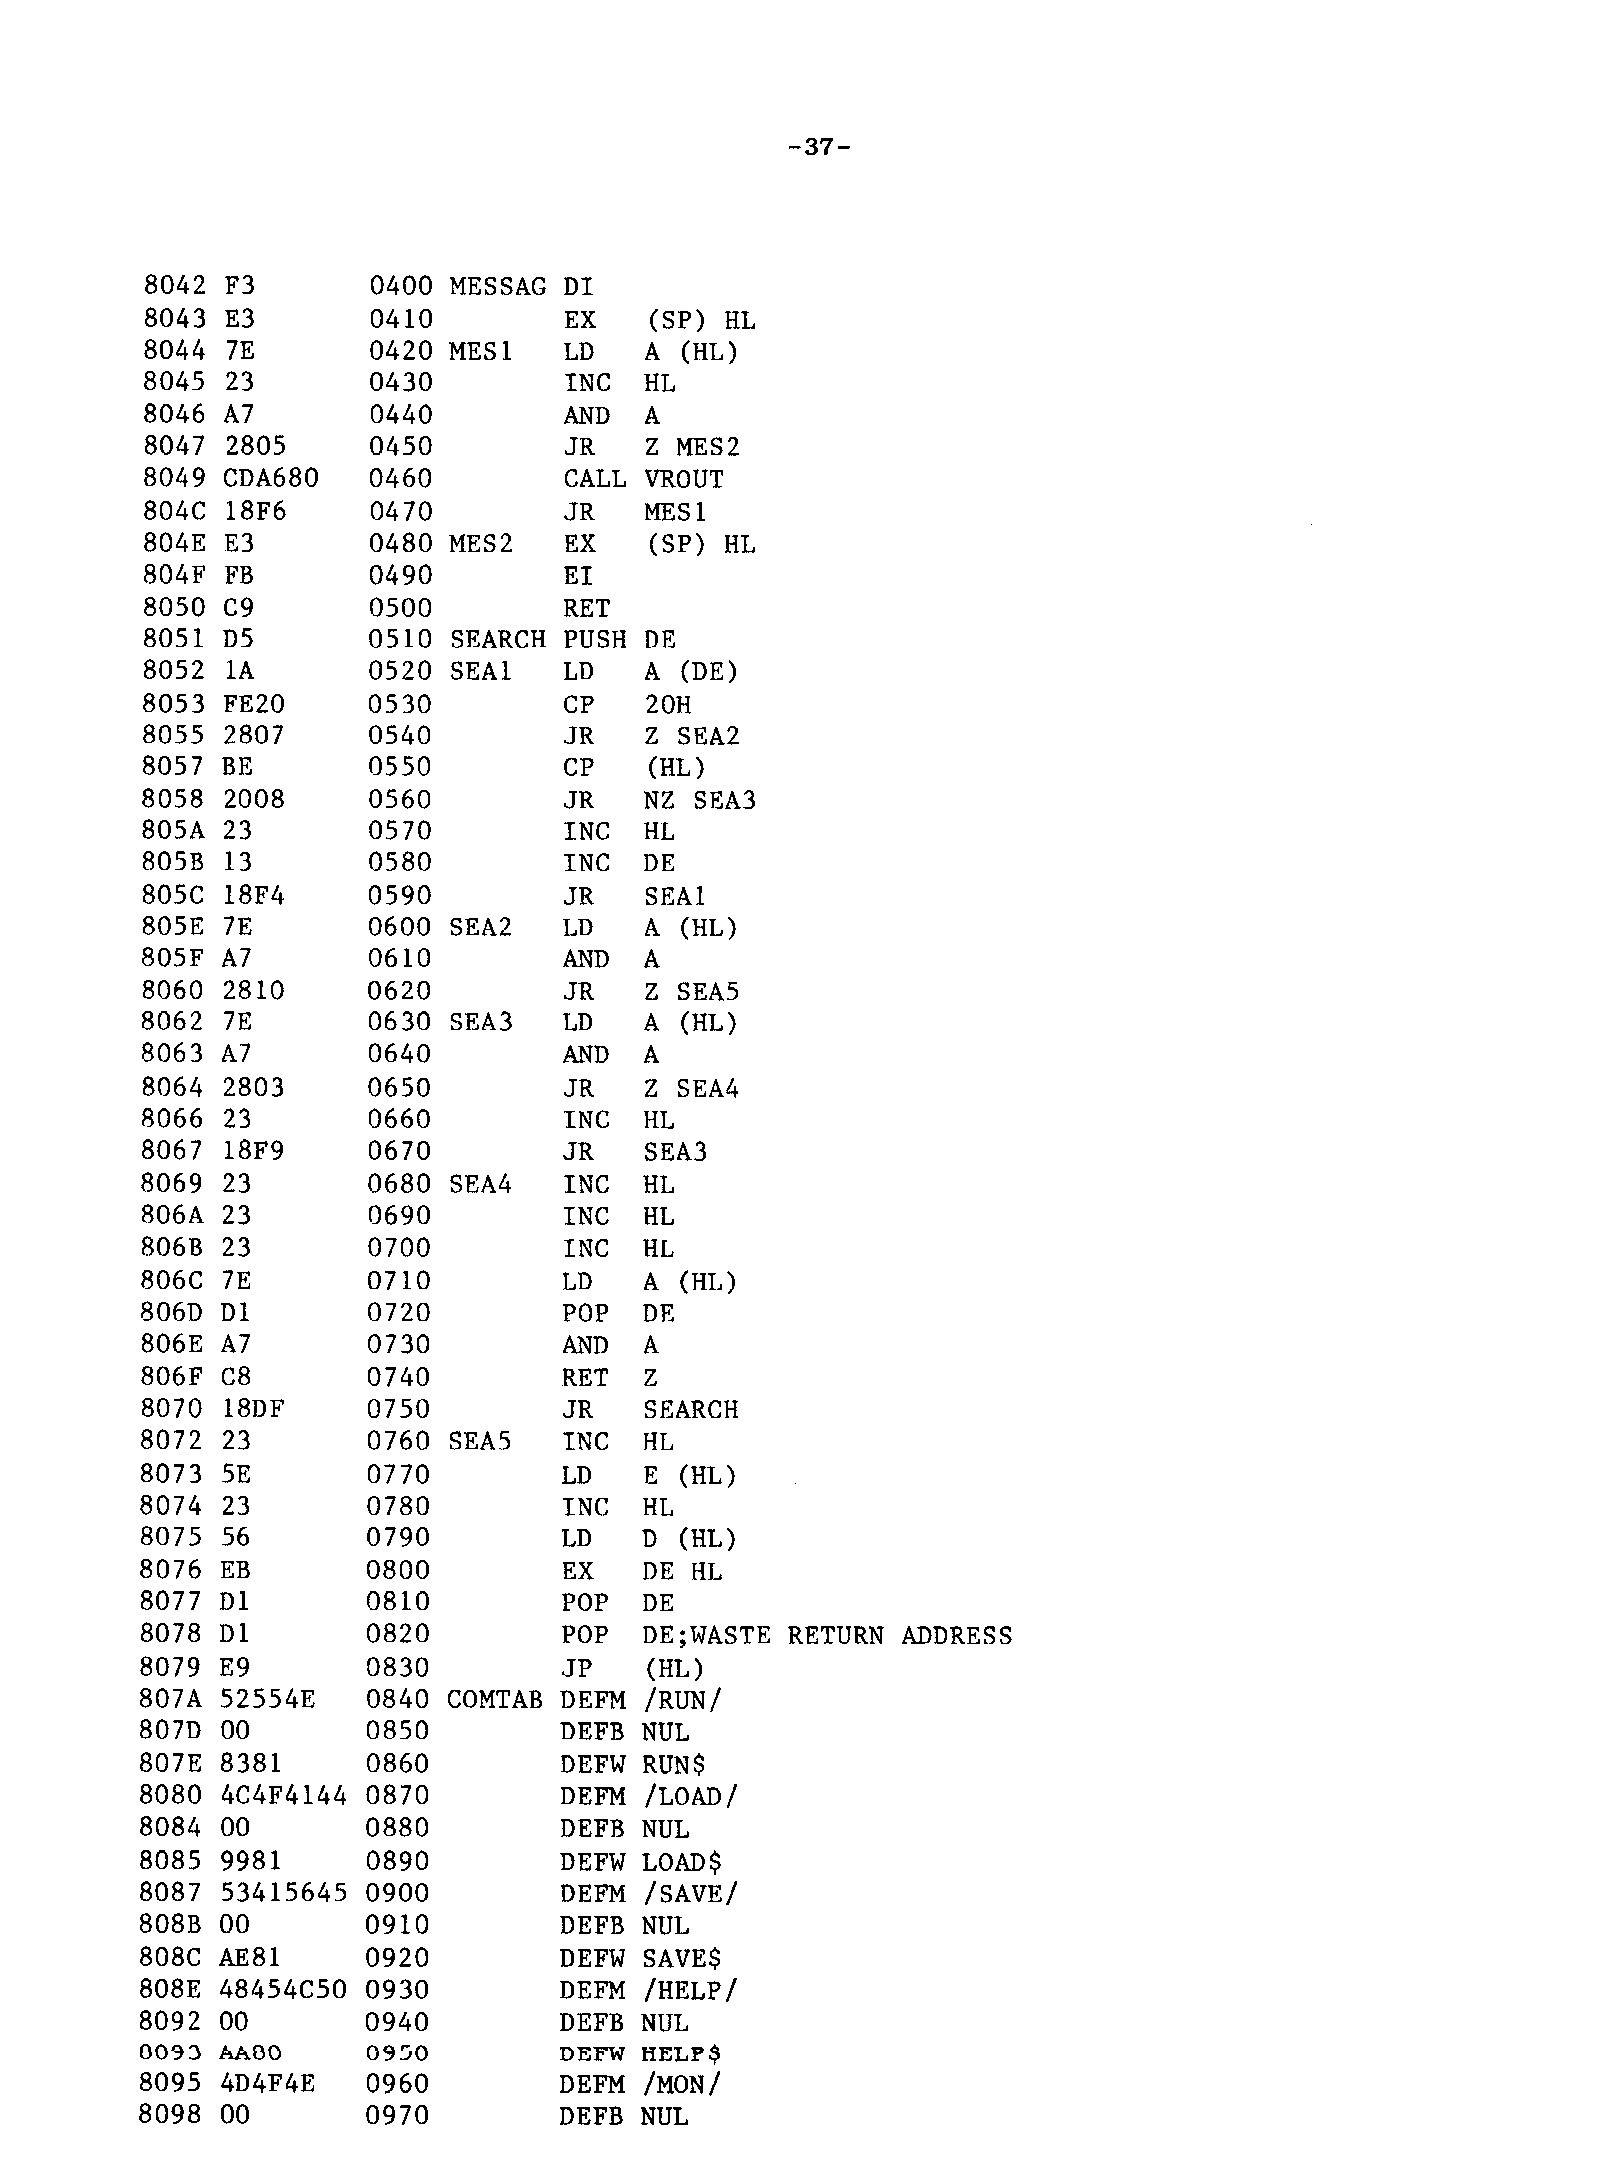 -37-
8042 F3 0400 MESSAG DI
8043 E3 0410 EX (SP) HL
8044 7E 0420 MES1 LD A (HL)
8045 23 0430 INC HL
8046 A7 0440 AND A
8047 2805 0450 JR Z MES2
8049 CDA680 0460 CALL VROUT
804C 18F6 0470 JR MES1
804E E3 0480 MES2 EX (SP) HL
804F FB 0490 EI
8050 C9 0500 RET
8051 D5 0510 SEARCH PUSH DE
8052 1A 0520 SEA1 LD A (DE)
8053 FE20 0530 CP 20H
8055 2807 0540 JR Z SEA2
8057 BE 0550 CP (HL)
8058 2008 0560 JR NZ SEA3
805A 23 0570 INC HL
805B 13 0580 INC DE
805C 18F4 0590 JR SEA1
805E 7E 0600 SEA2 LD A (HL)
805F A7 0610 AND A
8060 2810 0620 JR Z SEA5
8062 7E 0630 SEA3 LD A (HL)
8063 A7 0640 AND A
8064 2803 0650 JR Z SEA4
8066 23 0660 INC HL
8067 18F9 0670 JR SEA3
8069 23 0680 SEA4 INC HL
806A 23 0690 INC HL
806B 23 0700 INC HL
806C 7E 0710 LD A (HL)
806D D1 0720 POP DE
806E A7 0730 AND A
806F C8 0740 RET Z
8070 18DF 0750 JR SEARCH
8072 23 0760 SEA5 INC HL
8073 5E 0770 LD E (HL)
8074 23 0780 INC HL
8075 56 0790 LD D (HL)
8076 EB 0800 EX DE HL
8077 D1 0810 POP DE
8078 D1 0820 POP DE;WASTE RETURN ADDRESS
8079 E9 0830 JP (HL)
807A 52554E 0840 COMTAB DEFM /RUN/
807D 00 0850 DEFB NUL
807E 8381 0860 DEFW RUN$
8080 4C4F4144 0870 DEFM /LOAD/
8084 00 0880 DEFB NUL
8085 9981 0890 DEFW LOAD$
8087 53415645 0900 DEFM /SAVE/
808B 00 0910 DEFB NUL
808C AE81 0920 DEFW SAVE$
808E 48454C50 0930 DEFM /HELP/
8092 00 0940 DEFB NUL
8093 AA80 0950 DEFW HELP$
8095 4D4F4E 0960 DEFM /MON/
8098 00 0970 DEFB NUL